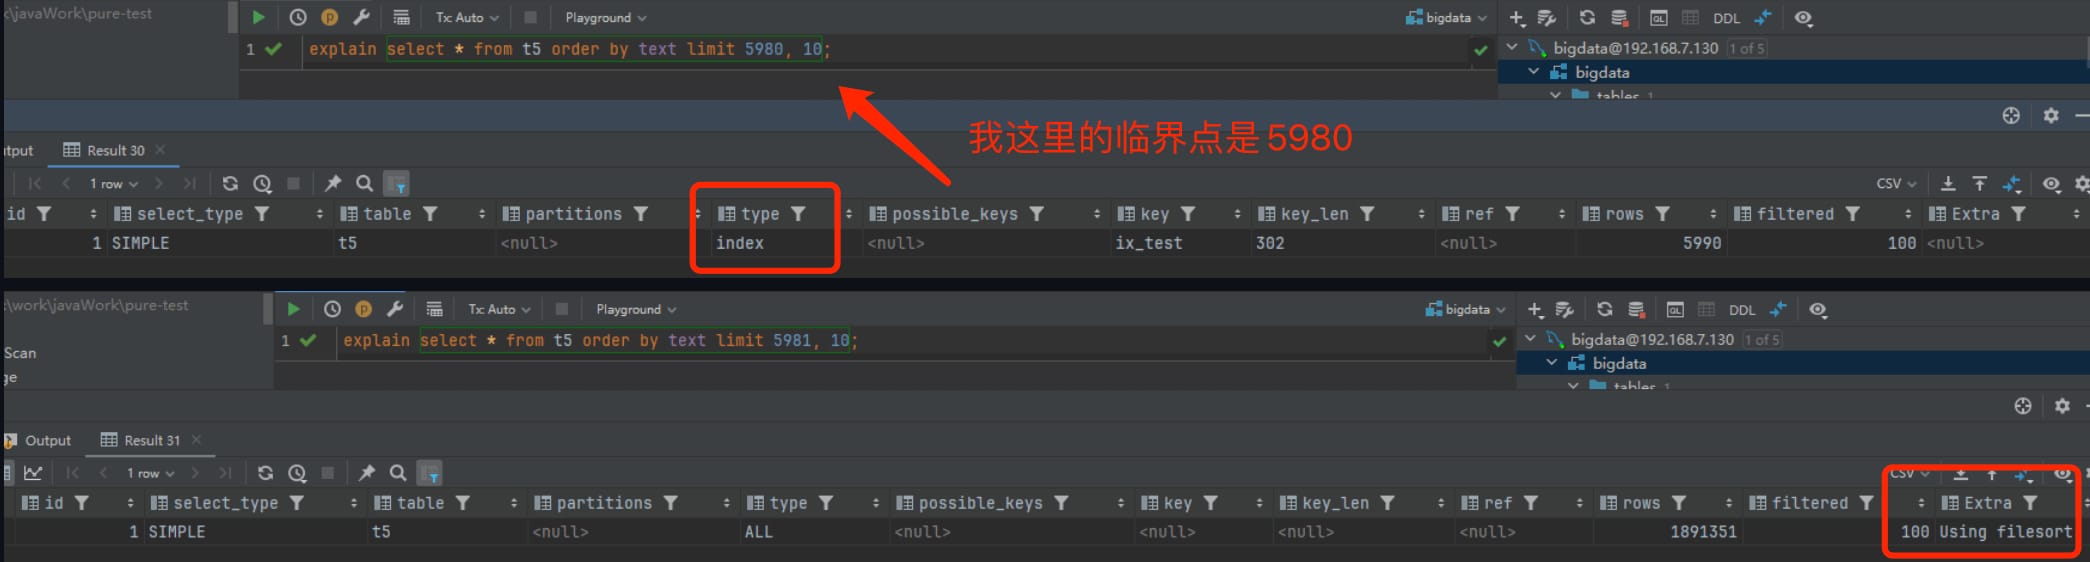 k\javaWork\pure-test
Tx: Auto
Playground
bigdata
DDL
1
explain select * from t5 order by text limit 5980, 10;
bigdata@192.168.7.130 1 of 5
bigdata
tables 1
我这里的临界点是5980
tput
Result 30
1 row
CSV
id select_type table partitions type possible_keys key key_len ref rows filtered Extra
1 SIMPLE t5 <null> index <null> ix_test 302 <null> 5990 100 <null>
:\work\javaWork\pure-test
Tx: Auto
Playground
bigdata
DDL
1
explain select * from t5 order by text limit 5981, 10;
bigdata@192.168.7.130 1 of 5
Scan
bigdata
ge
tables 1
Output
Result 31
1 row
CSV
id select_type table partitions type possible_keys key key_len ref rows filtered Extra
1 SIMPLE t5 <null> ALL <null> <null> <null> <null> 1891351 100 Using filesort